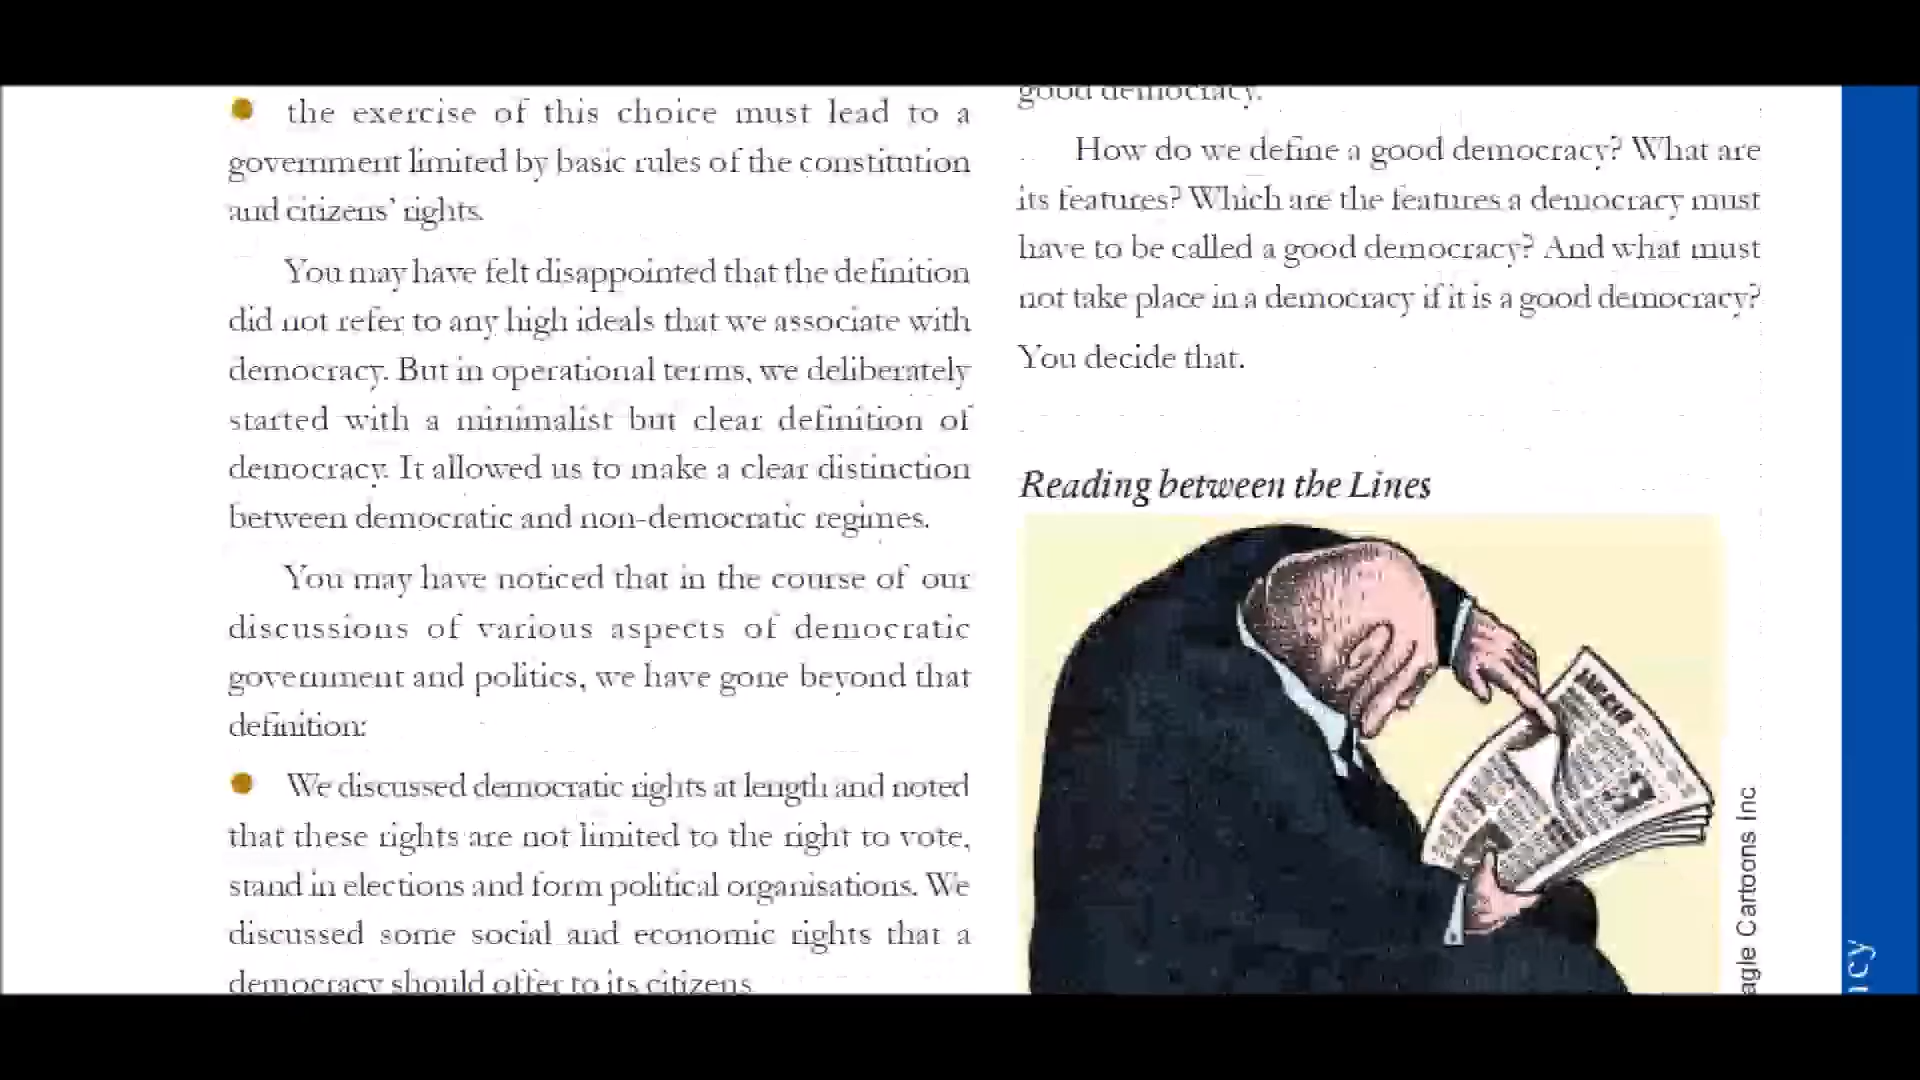 ● the exercise of this choice must lead to a
government limited by basic rules of the constitution
and citizens’ rights.
You may have felt disappointed that the definition
did not refer to any high ideals that we associate with
democracy. But in operational terms, we deliberately
started with a minimalist but clear definition of
democracy. It allowed us to make a clear distinction
between democratic and non-democratic regimes.
You may have noticed that in the course of our
discussions of various aspects of democratic
government and politics, we have gone beyond that
definition:
● We discussed democratic rights at length and noted
that these rights are not limited to the right to vote,
stand in elections and form political organisations. We
discussed some social and economic rights that a
democracy should offer to its citizens
good democracy.
How do we define a good democracy? What are
its features? Which are the features a democracy must
have to be called a good democracy? And what must
not take place in a democracy if it is a good democracy?
You decide that.
Reading between the Lines
agle Cartoons Inc